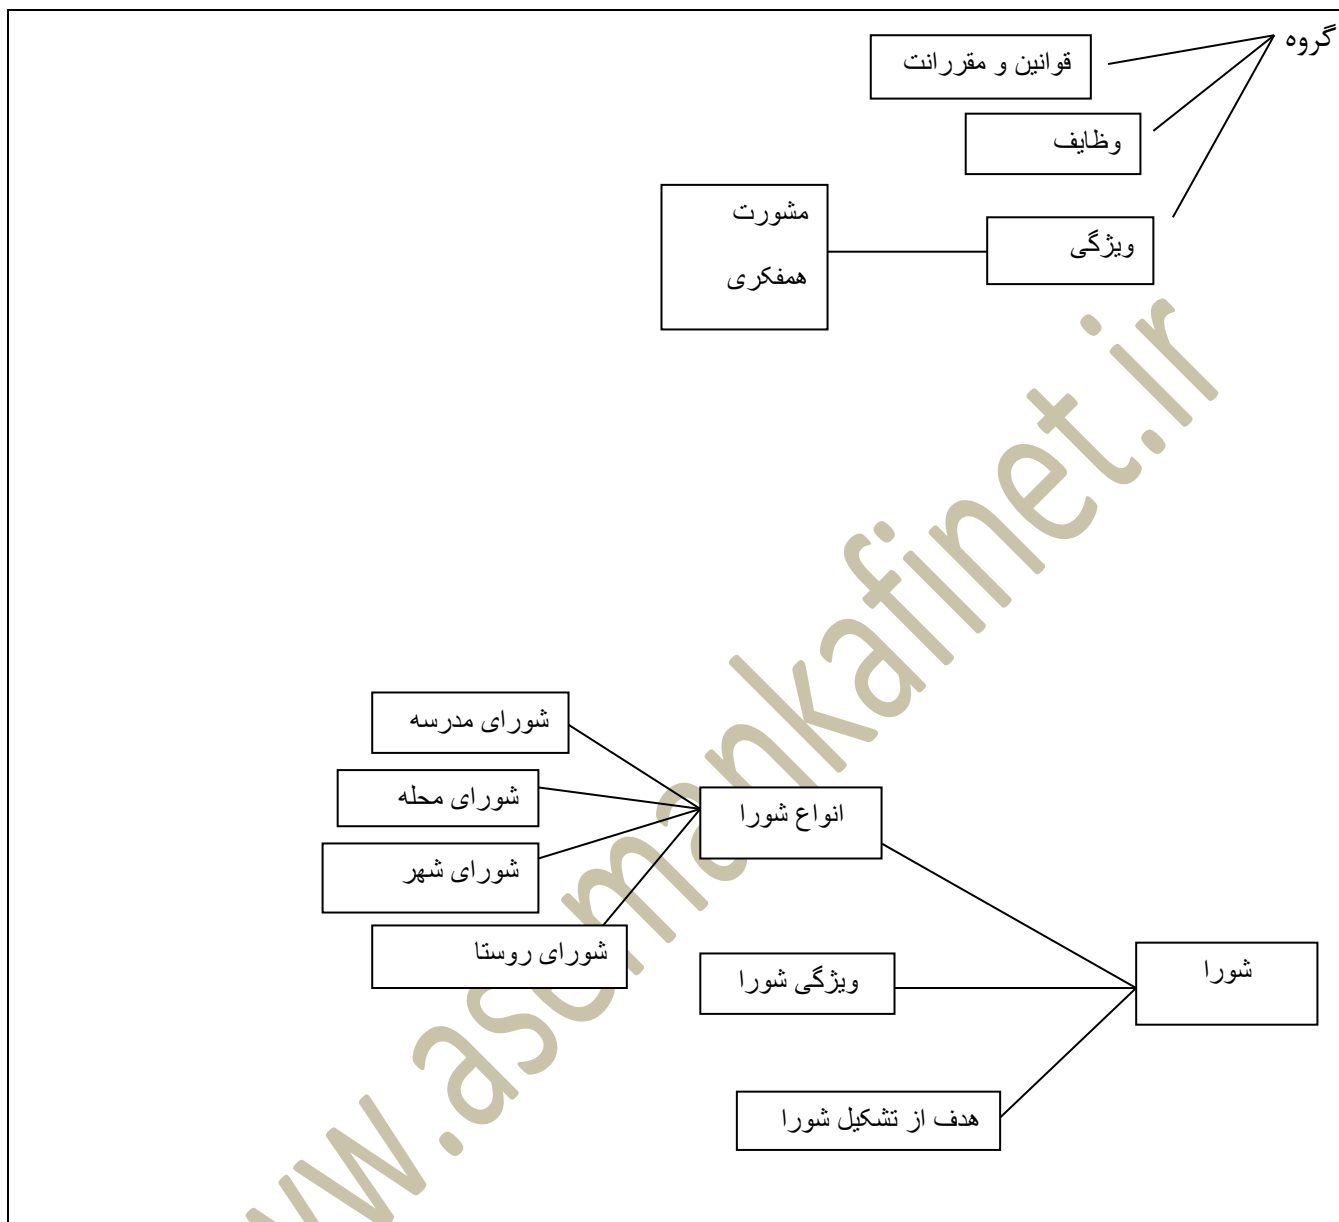 گروه
قوانین و مقررانت
وظایف
ویژگی
مشورت
همفکری
شورا
انواع شورا
شورای مدرسه
شورای محله
شورای شهر
شورای روستا
ویژگی شورا
هدف از تشکیل شورا
www.asemankafinet.ir